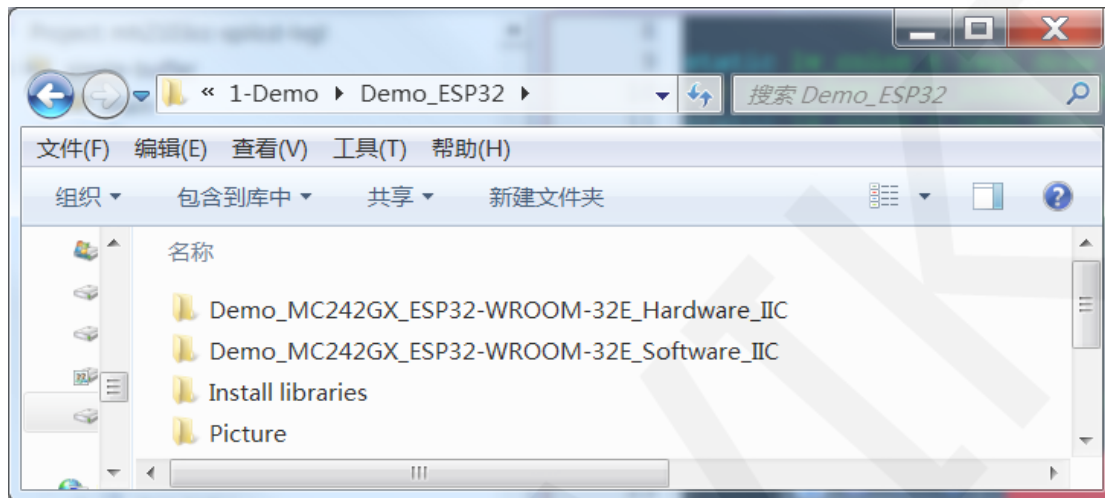 « 1-Demo ▸ Demo_ESP32 ▸ 搜索 Demo_ESP32
文件(F) 编辑(E) 查看(V) 工具(T) 帮助(H)
组织 包含到库中 共享 新建文件夹
名称
Demo_MC242GX_ESP32-WROOM-32E_Hardware_IIC
Demo_MC242GX_ESP32-WROOM-32E_Software_IIC
Install libraries
Picture